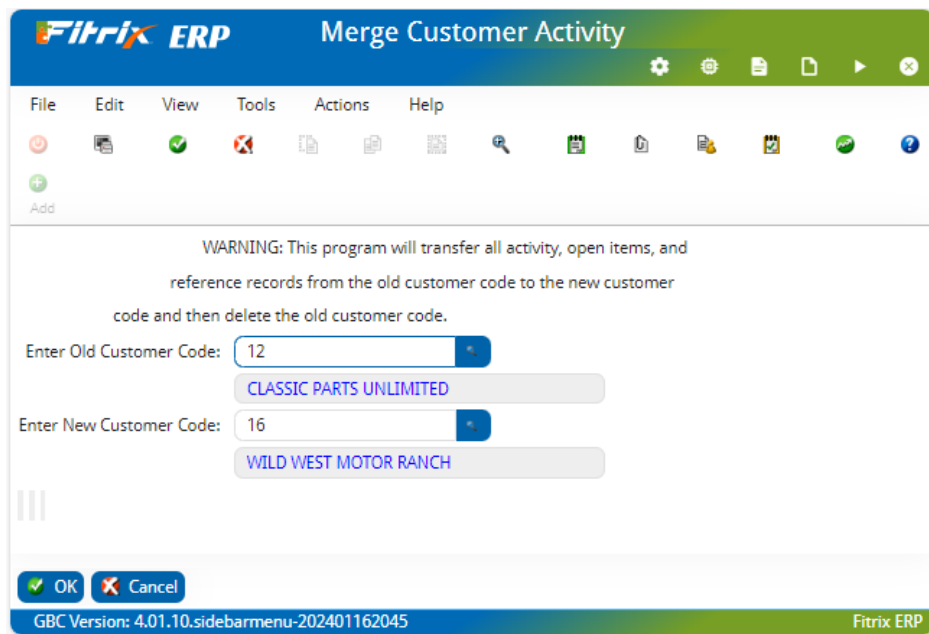 Fitrix ERP
Merge Customer Activity
File Edit View Tools Actions Help
Add
WARNING: This program will transfer all activity, open items, and
reference records from the old customer code to the new customer
code and then delete the old customer code.
Enter Old Customer Code: 12
CLASSIC PARTS UNLIMITED
Enter New Customer Code: 16
WILD WEST MOTOR RANCH
OK Cancel
GBC Version: 4.01.10.sidebarmenu-202401162045 Fitrix ERP